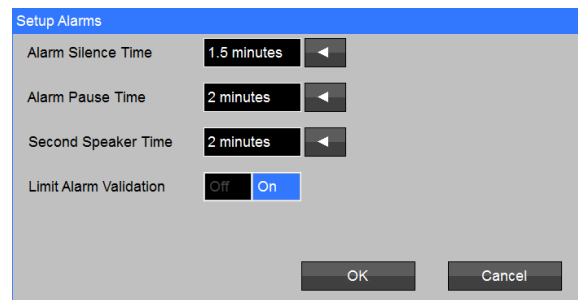 Setup Alarms
Alarm Silence Time 1.5 minutes
Alarm Pause Time 2 minutes
Second Speaker Time 2 minutes
Limit Alarm Validation Off On
OK Cancel